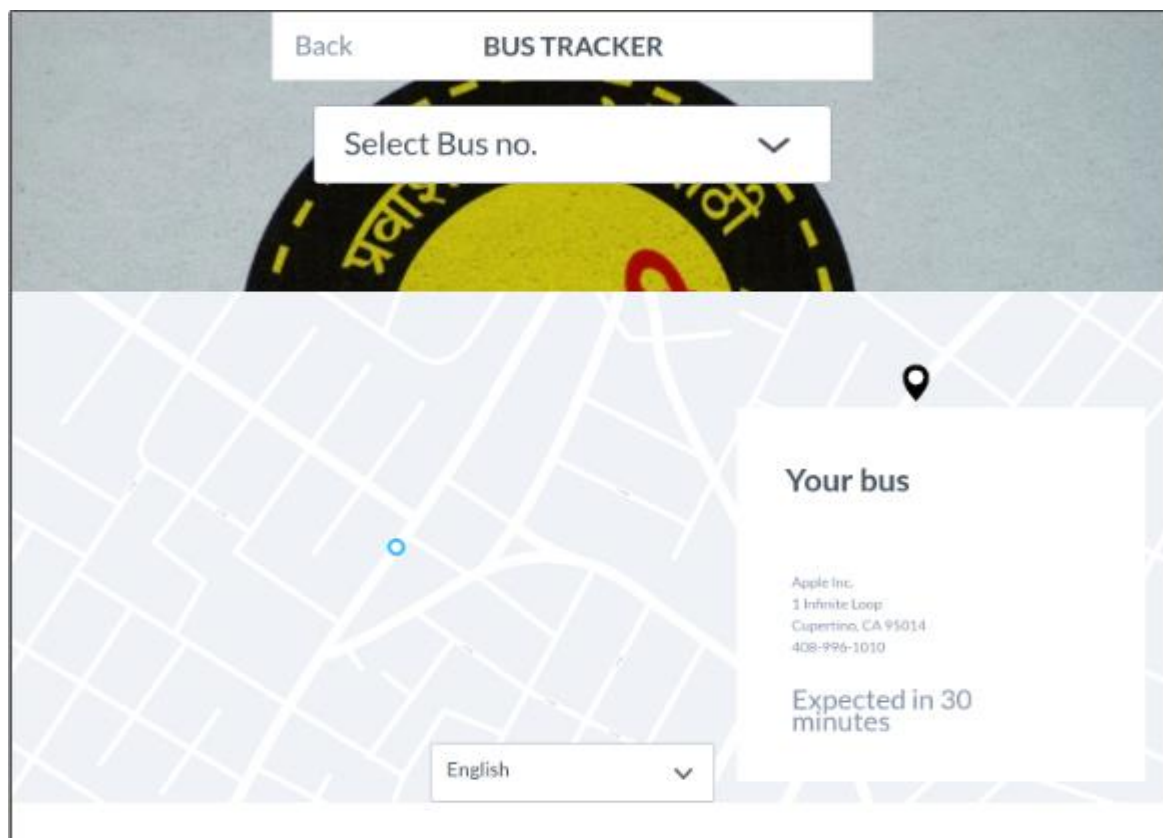 Back
BUS TRACKER
Select Bus no.
Your bus
Apple Inc.
1 Infinite Loop
Cupertino, CA 95014
408-996-1010
Expected in 30
minutes
English